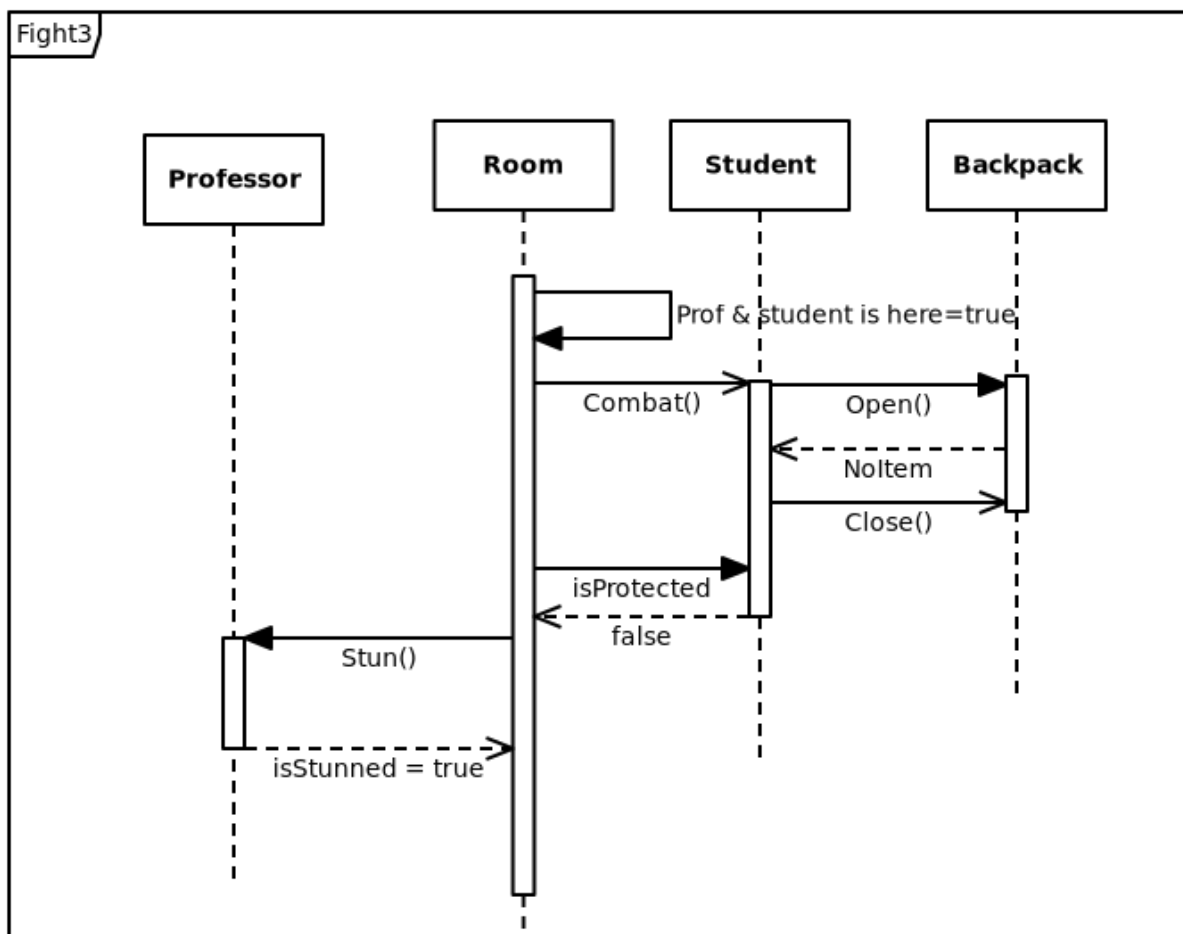 Fight3
Professor
Room
Student
Backpack
Prof & student is here=true
Combat()
Open()
NoItem
Close()
isProtected
false
Stun()
isStunned = true